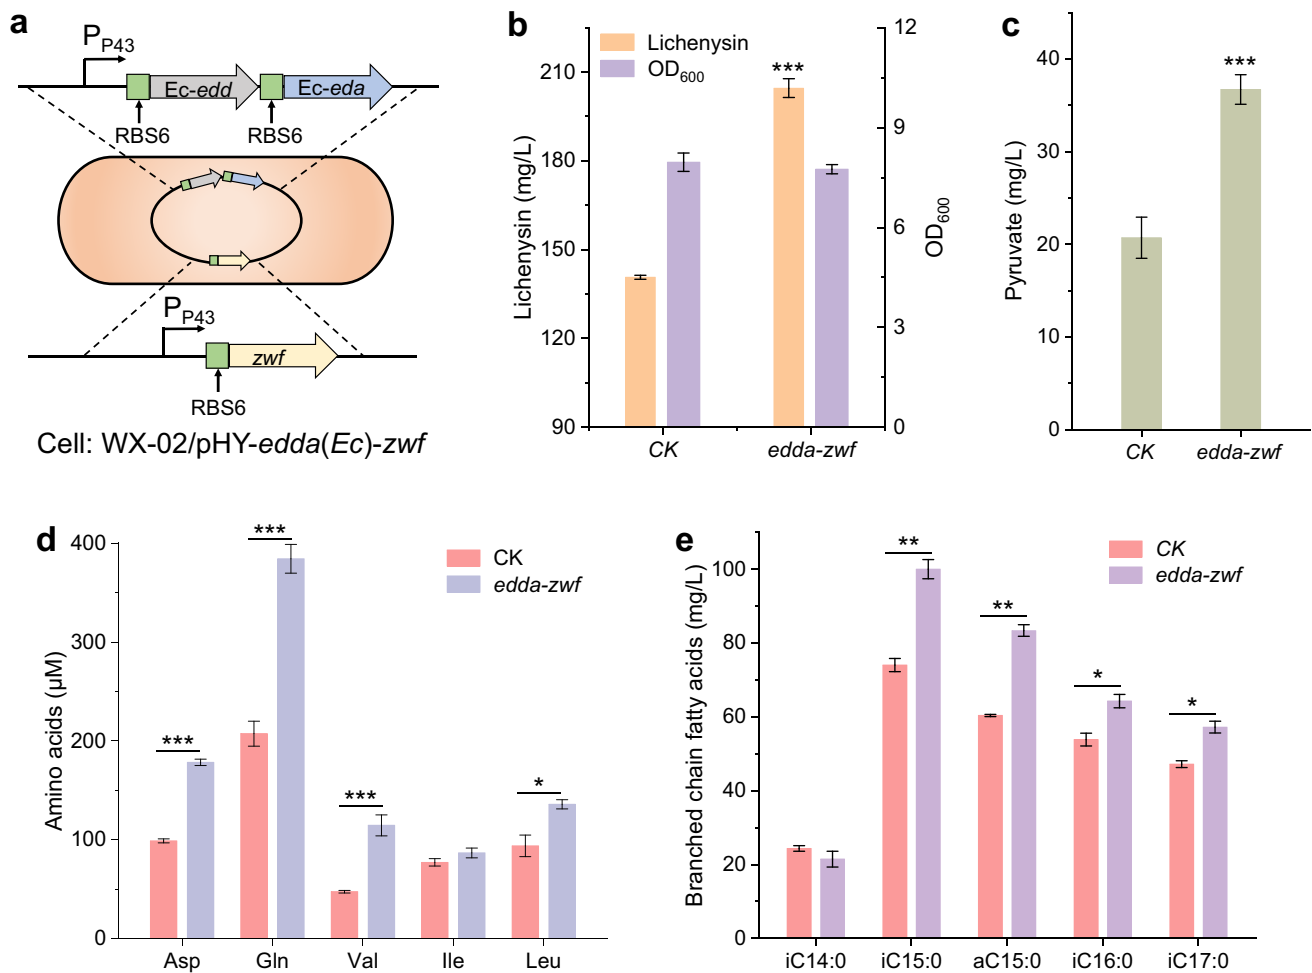 a
P P43
Ec-edd Ec-eda
RBS6 RBS6
P P43
zwf
RBS6
Cell: WX-02/pHY-edda(Ec)-zwf
b
Lichenysin
OD600
***
Lichenysin (mg/L)
210
180
150
120
90
12
9
6
3
0
OD600
CK edda-zwf
c
***
Pyruvate (mg/L)
40
30
20
10
0
CK edda-zwf
d
CK
edda-zwf
Amino acids (µM)
400
300
200
100
0
*** *** *** *
Asp Gln Val Ile Leu
e
CK
edda-zwf
Branched chain fatty acids (mg/L)
100
80
60
40
20
0
** ** * *
iC14:0 iC15:0 aC15:0 iC16:0 iC17:0